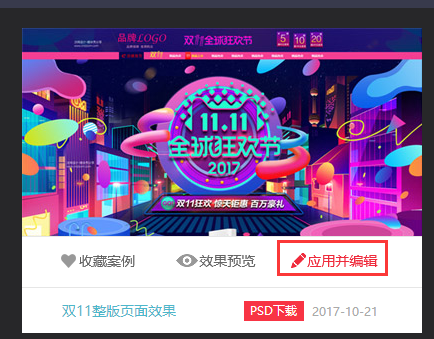 品牌LOGO
双11全球狂欢节
5 10 20
11.11
全球狂欢节
2017
双11狂欢·惊天钜惠·百万豪礼
收藏案例 效果预览 应用并编辑
双11整版页面效果 PSD下载 2017-10-21